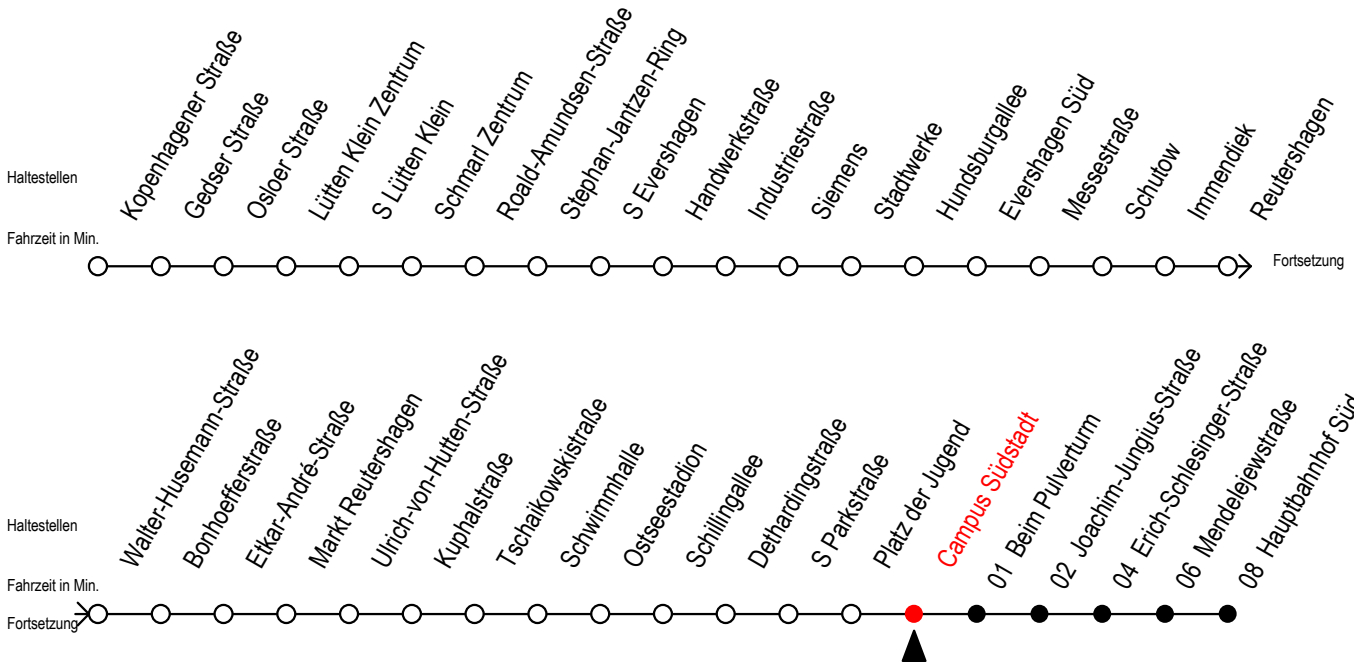 Haltestellen
Kopenhagener Straße
Gedser Straße
Osloer Straße
Lütten Klein Zentrum
S Lütten Klein
Schmarl Zentrum
Roald-Amundsen-Straße
Stephan-Jantzen-Ring
S Evershagen
Handwerkstraße
Industriestraße
Siemens
Stadtwerke
Hundsburgallee
Evershagen Süd
Messestraße
Schutow
Immendiek
Reutershagen
Fahrzeit in Min.
Fortsetzung
Haltestellen
Walter-Husemann-Straße
Bonhoefferstraße
Etkar-André-Straße
Markt Reutershagen
Ulrich-von-Hutten-Straße
Kuphalstraße
Tschaikowskistraße
Schwimmhalle
Ostseestadion
Schillingallee
Dethardingstraße
S Parkstraße
Platz der Jugend
Campus Südstadt
01 Beim Pulverturm
02 Joachim-Jungius-Straße
04 Erich-Schlesinger-Straße
06 Mendelejewstraße
08 Hauptbahnhof Süd
Fahrzeit in Min.
Fortsetzung